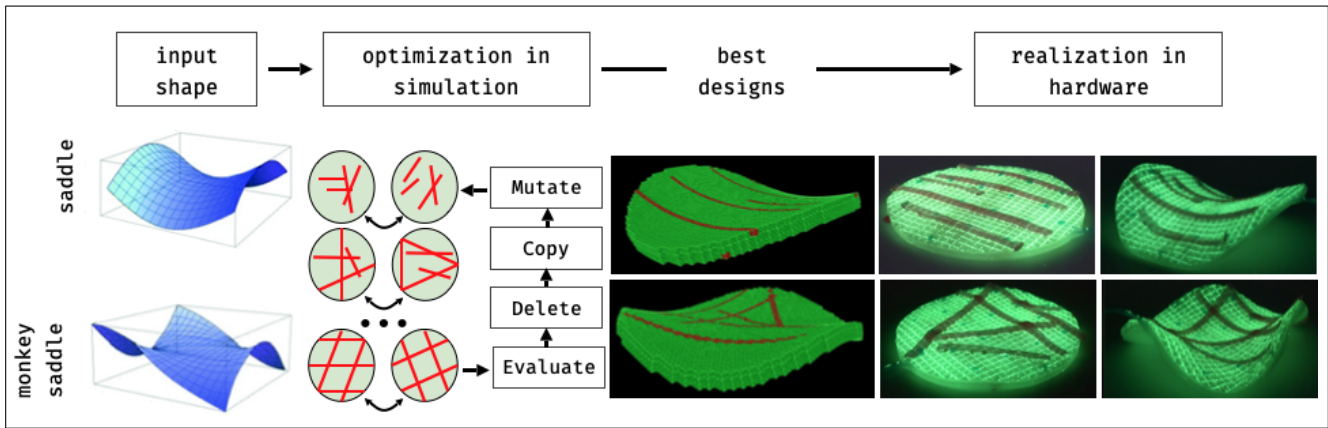 input
shape
optimization in
simulation
best
designs
realization in
hardware
saddle
monkey
saddle
Mutate
Copy
Delete
Evaluate